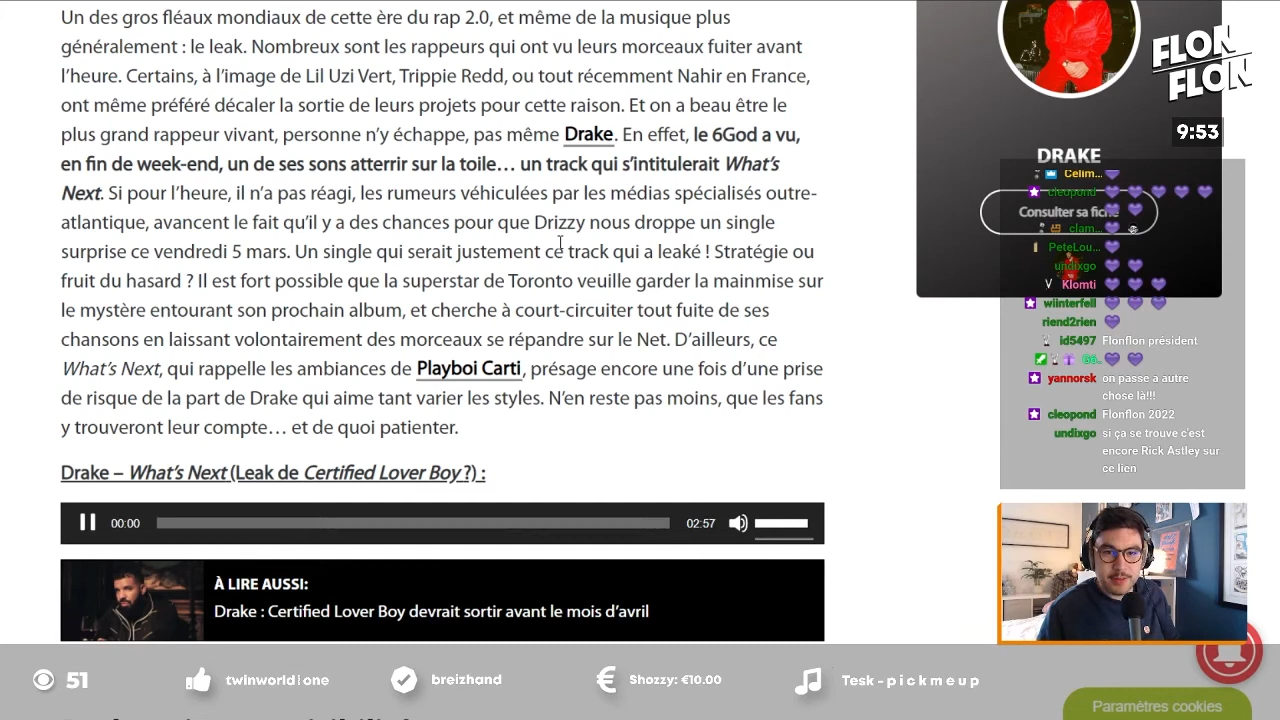 Un des gros fléaux mondiaux de cette ère du rap 2.0, et même de la musique plus
généralement : le leak. Nombreux sont les rappeurs qui ont vu leurs morceaux fuiter avant
l'heure. Certains, à l'image de Lil Uzi Vert, Trippie Redd, ou tout récemment Nahir en France,
ont même préféré décaler la sortie de leurs projets pour cette raison. Et on a beau être le
plus grand rappeur vivant, personne n'y échappe, pas même Drake. En effet, le 6God a vu,
en fin de week-end, un de ses sons atterrir sur la toile… un track qui s'intitulerait What's
Next. Si pour l'heure, il n'a pas réagi, les rumeurs véhiculées par les médias spécialisés outre-
atlantique, avancent le fait qu'il y a des chances pour que Drizzy nous droppe un single
surprise ce vendredi 5 mars. Un single qui serait justement ce track qui a leaké ! Stratégie ou
fruit du hasard ? Il est fort possible que la superstar de Toronto veuille garder la mainmise sur
le mystère entourant son prochain album, et cherche à court-circuiter tout fuite de ses
chansons en laissant volontairement des morceaux se répandre sur le Net. D'ailleurs, ce
What's Next, qui rappelle les ambiances de Playboi Carti, présage encore une fois d'une prise
de risque de la part de Drake qui aime tant varier les styles. N'en reste pas moins, que les fans
y trouveront leur compte… et de quoi patienter.
Drake – What's Next (Leak de Certified Lover Boy ?) :
00:00 02:57
À LIRE AUSSI:
Drake : Certified Lover Boy devrait sortir avant le mois d'avril
FLON
FLON
9:53
DRAKE
Consulter sa fiche
Celim...
cleopond
clam...
PeteLou...
undixgo
Klomti
wiinterfell
riend2rien
id5497 Flonflon président
yannorsk on passe a autre
chose là!!!
cleopond Flonflon 2022
undixgo si ça se trouve c'est
encore Rick Astley sur
ce lien
51 twinworld1one breizhand Shozzy: €10.00 Tesk - p i c k m e u p
Paramètres cookies